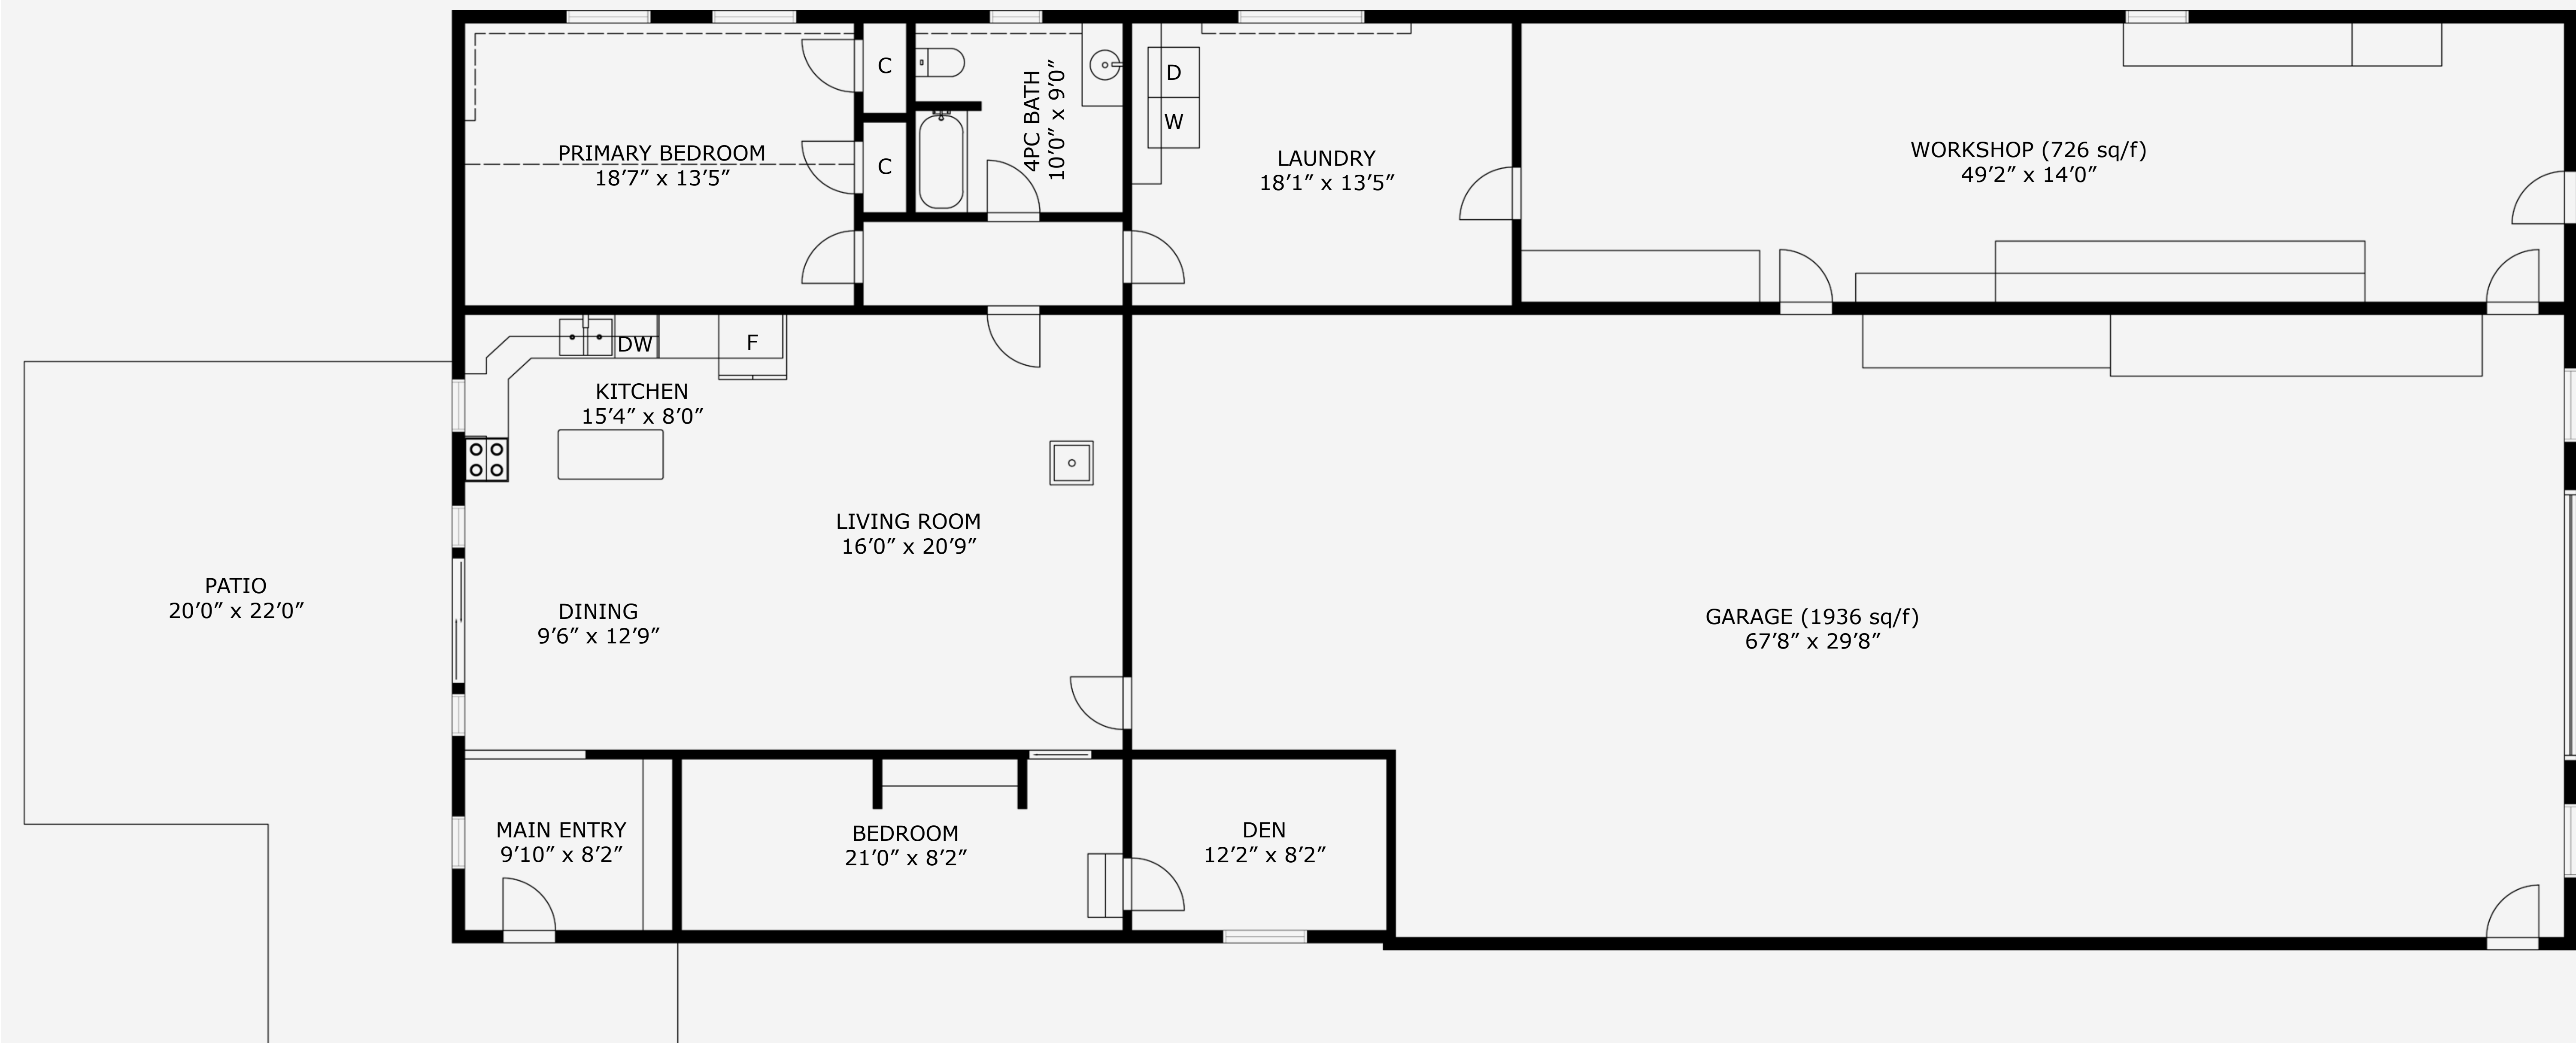 C
D
W
C
4PC BATH
10′0″ x 9′0″
PRIMARY BEDROOM
18′7″ x 13′5″
LAUNDRY
18′1″ x 13′5″
WORKSHOP (726 sq/f)
49′2″ x 14′0″
DW
F
KITCHEN
15′4″ x 8′0″
LIVING ROOM
16′0″ x 20′9″
PATIO
20′0″ x 22′0″
DINING
9′6″ x 12′9″
GARAGE (1936 sq/f)
67′8″ x 29′8″
MAIN ENTRY
9′10″ x 8′2″
BEDROOM
21′0″ x 8′2″
DEN
12′2″ x 8′2″